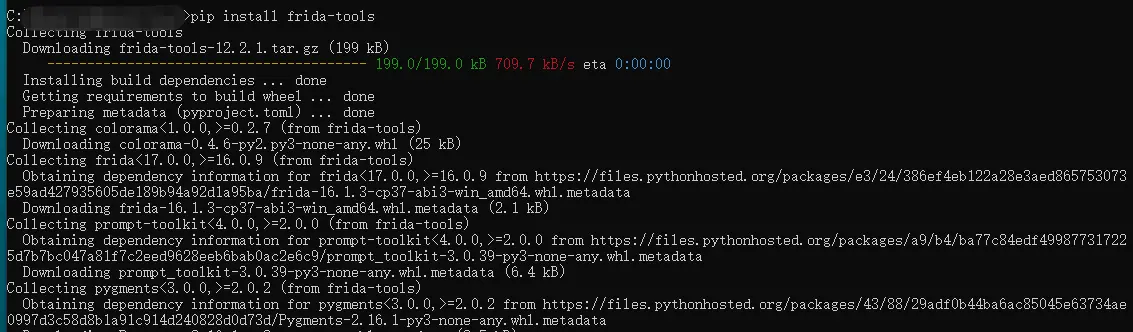 C:\ >pip install frida-tools
Collecting frida-tools
Downloading frida-tools-12.2.1.tar.gz (199 kB)
---------------------------------------- 199.0/199.0 kB 709.7 kB/s eta 0:00:00
Installing build dependencies ... done
Getting requirements to build wheel ... done
Preparing metadata (pyproject.toml) ... done
Collecting colorama<1.0.0,>=0.2.7 (from frida-tools)
Downloading colorama-0.4.6-py2.py3-none-any.whl (25 kB)
Collecting frida<17.0.0,>=16.0.9 (from frida-tools)
Obtaining dependency information for frida<17.0.0,>=16.0.9 from https://files.pythonhosted.org/packages/e3/24/386ef4eb122a28e3aed865753073
e59ad427935605de189b94a92d1a95ba/frida-16.1.3-cp37-abi3-win_amd64.whl.metadata
Downloading frida-16.1.3-cp37-abi3-win_amd64.whl.metadata (2.1 kB)
Collecting prompt-toolkit<4.0.0,>=2.0.0 (from frida-tools)
Obtaining dependency information for prompt-toolkit<4.0.0,>=2.0.0 from https://files.pythonhosted.org/packages/a9/b4/ba77c84edf49987731722
5d7b7bc047a81f7c2eed9628eeb6bab0ac2e6c9/prompt_toolkit-3.0.39-py3-none-any.whl.metadata
Downloading prompt_toolkit-3.0.39-py3-none-any.whl.metadata (6.4 kB)
Collecting pygments<3.0.0,>=2.0.2 (from frida-tools)
Obtaining dependency information for pygments<3.0.0,>=2.0.2 from https://files.pythonhosted.org/packages/43/88/29adf0b44ba6ac85045e63734ae
0997d3c58d8b1a91c914d240828d0d73d/Pygments-2.16.1-py3-none-any.whl.metadata